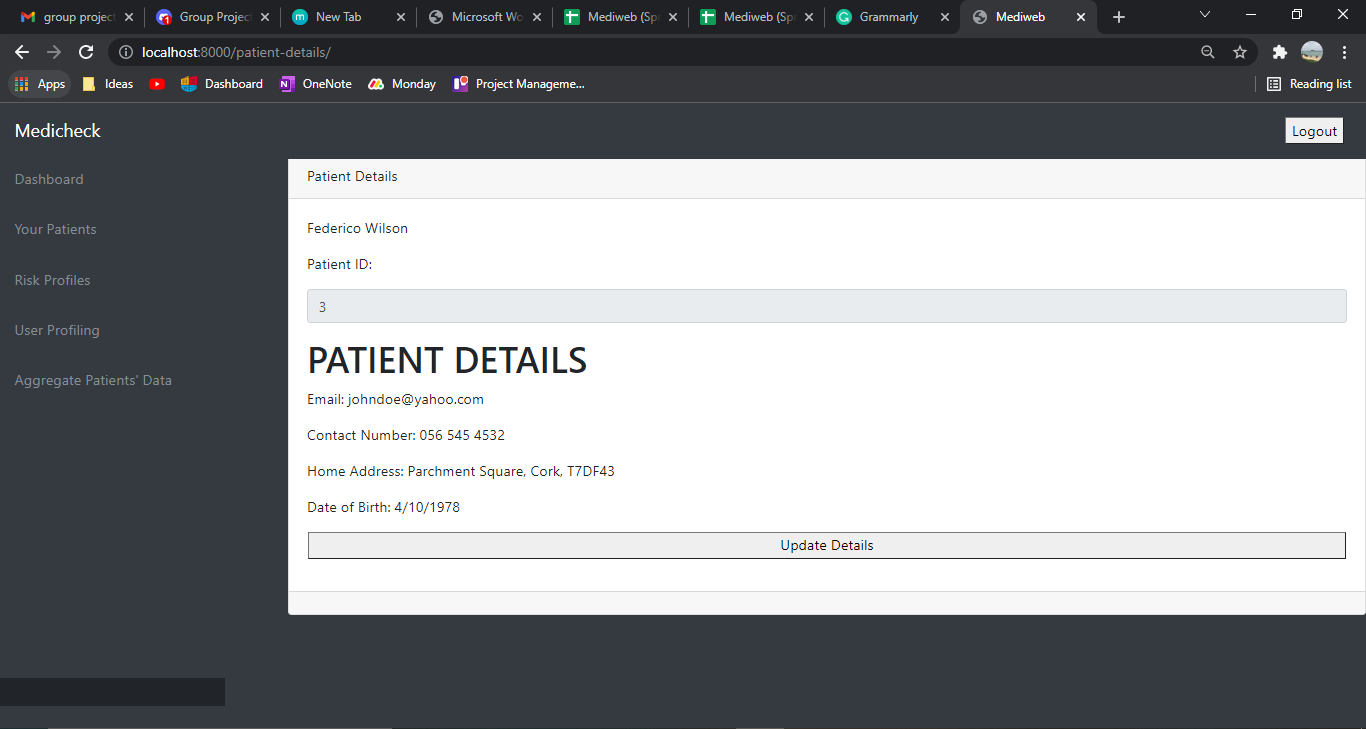 group project
Group Project
New Tab
Microsoft Wo
Mediweb (Spr
Mediweb (Spr
Grammarly
Mediweb
localhost:8000/patient-details/
Apps
Ideas
Dashboard
OneNote
Monday
Project Manageme...
Reading list
Medicheck
Logout
Dashboard
Your Patients
Risk Profiles
User Profiling
Aggregate Patients' Data
Patient Details
Federico Wilson
Patient ID:
3
PATIENT DETAILS
Email: johndoe@yahoo.com
Contact Number: 056 545 4532
Home Address: Parchment Square, Cork, T7DF43
Date of Birth: 4/10/1978
Update Details